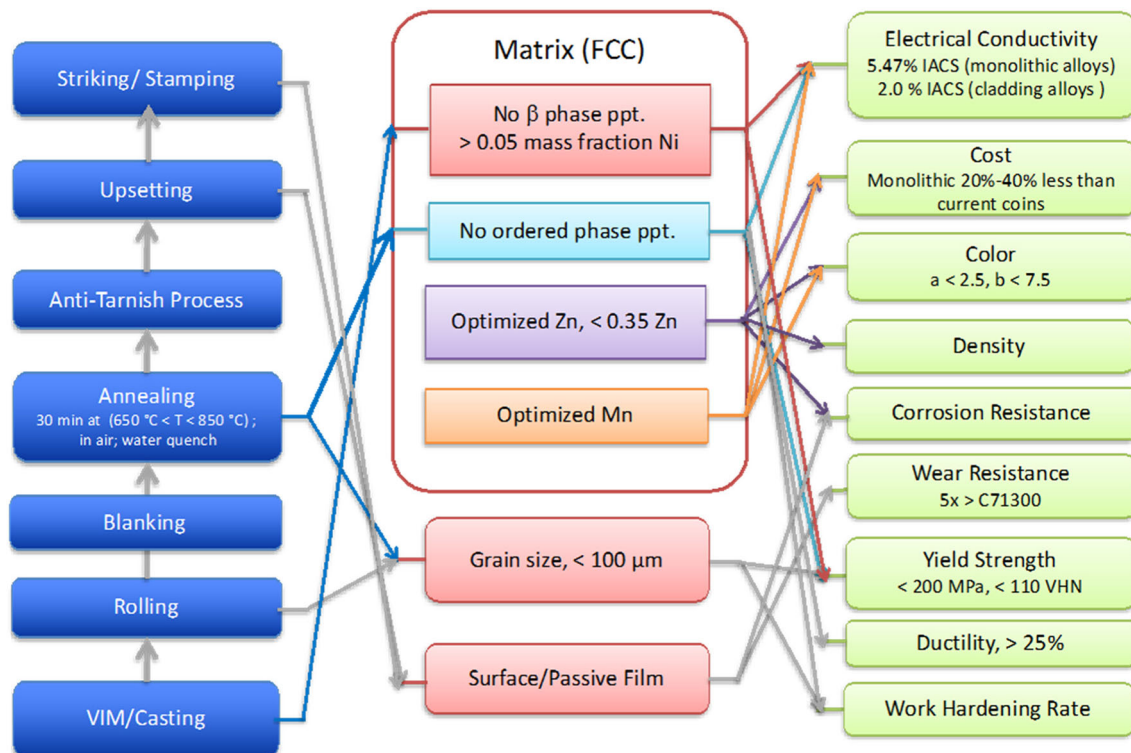 Striking/ Stamping
Upsetting
Anti-Tarnish Process
Annealing
30 min at (650 °C < T < 850 °C) ;
in air; water quench
Blanking
Rolling
VIM/Casting
Matrix (FCC)
No β phase ppt.
> 0.05 mass fraction Ni
No ordered phase ppt.
Optimized Zn, < 0.35 Zn
Optimized Mn
Grain size, < 100 µm
Surface/Passive Film
Electrical Conductivity
5.47% IACS (monolithic alloys)
2.0 % IACS (cladding alloys )
Cost
Monolithic 20%-40% less than
current coins
Color
a < 2.5, b < 7.5
Density
Corrosion Resistance
Wear Resistance
5x > C71300
Yield Strength
< 200 MPa, < 110 VHN
Ductility, > 25%
Work Hardening Rate